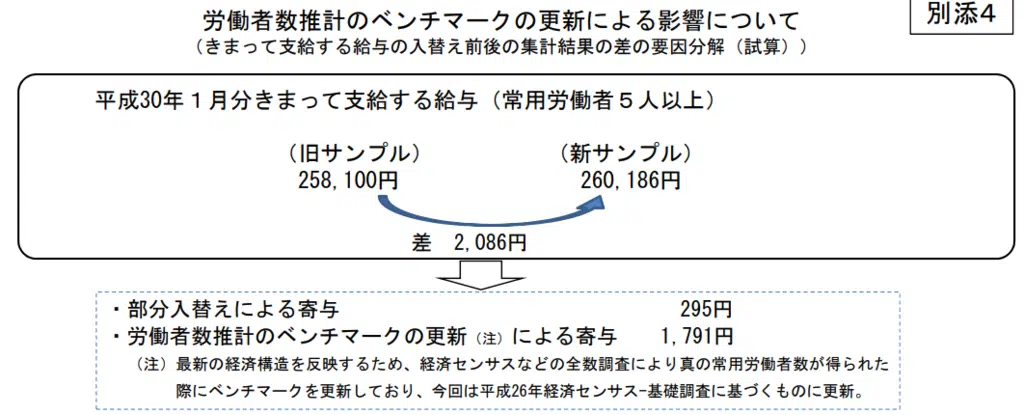 別添４
労働者数推計のベンチマークの更新による影響について
（きまって支給する給与の入替え前後の集計結果の差の要因分解（試算））
平成30年１月分きまって支給する給与（常用労働者５人以上）
（旧サンプル） （新サンプル）
258,100円 260,186円
差 2,086円
・部分入替えによる寄与 295円
・労働者数推計のベンチマークの更新（注）による寄与 1,791円
（注）最新の経済構造を反映するため、経済センサスなどの全数調査により真の常用労働者数が得られた
際にベンチマークを更新しており、今回は平成26年経済センサス-基礎調査に基づくものに更新。